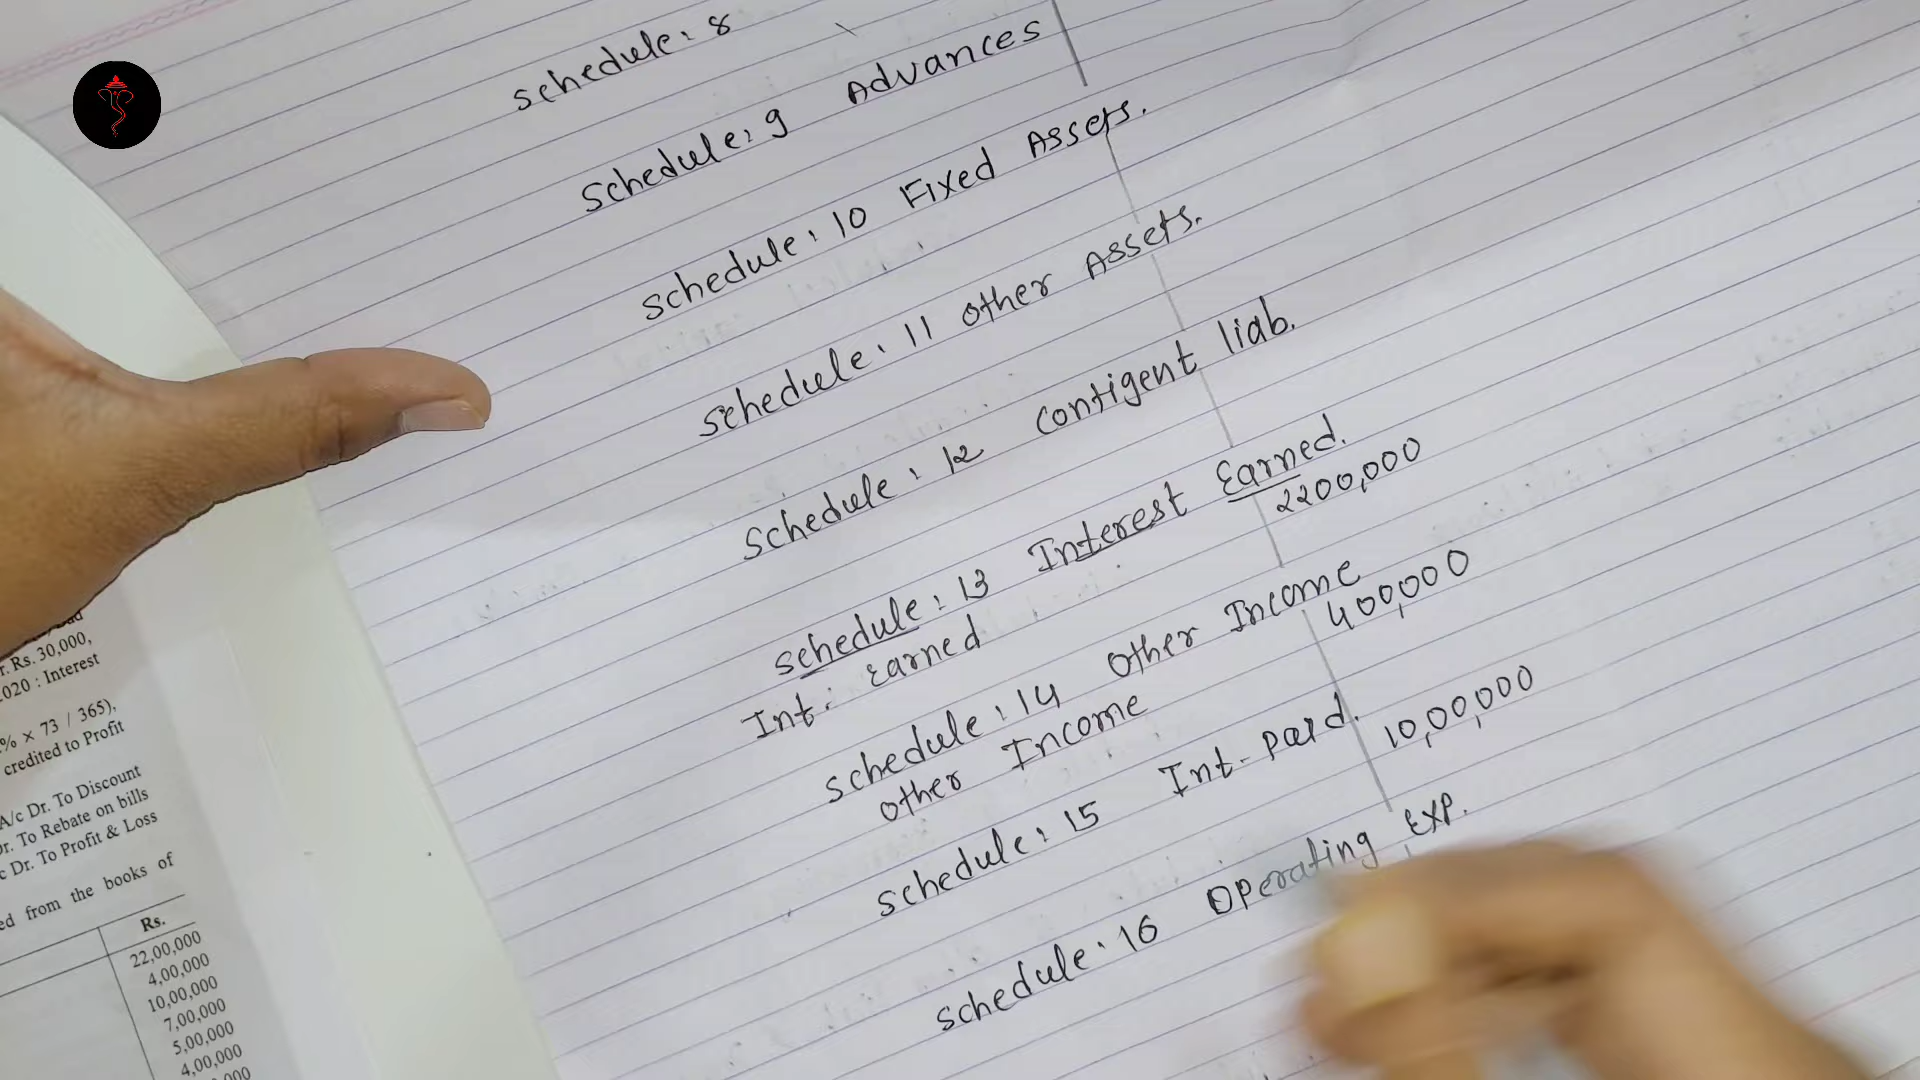 schedule: 8
schedule: 9 Advances
schedule: 10 Fixed Assets.
schedule: 11 other Assets.
schedule: 12 contigent liab.
schedule: 13 Interest Earned.
Int. Earned 2200,000
schedule: 14 other Income
other Income 400,000
schedule: 15 Int. paid. 10,00,000
schedule: 16 operating Exp.
r. Rs. 30,000,
020 : Interest
% × 73 / 365),
credited to Profit
A/c Dr. To Discount
Dr. To Rebate on bills
c Dr. To Profit & Loss
ed from the books of
Rs.
22,00,000
4,00,000
10,00,000
7,00,000
5,00,000
4,00,000